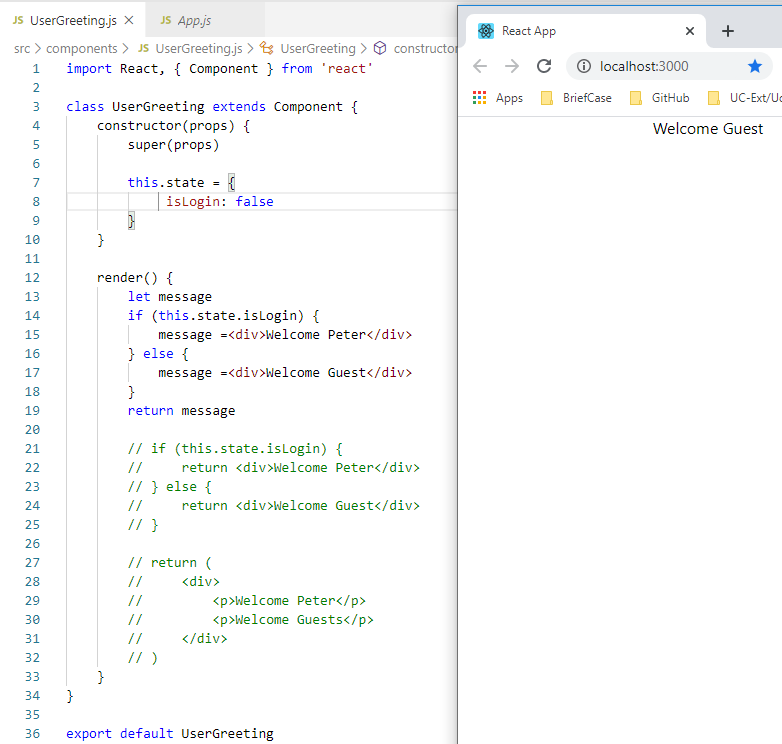 JS UserGreeting.js ×
JS App.js
src > components > JS UserGreeting.js > UserGreeting > constructor
1 import React, { Component } from 'react'
2
3 class UserGreeting extends Component {
4 constructor(props) {
5 super(props)
6
7 this.state = {
8 isLogin: false
9 }
10 }
11
12 render() {
13 let message
14 if (this.state.isLogin) {
15 message =<div>Welcome Peter</div>
16 } else {
17 message =<div>Welcome Guest</div>
18 }
19 return message
20
21 // if (this.state.isLogin) {
22 //     return <div>Welcome Peter</div>
23 // } else {
24 //     return <div>Welcome Guest</div>
25 // }
26
27 // return (
28 //     <div>
29 //         <p>Welcome Peter</p>
30 //         <p>Welcome Guests</p>
31 //     </div>
32 // )
33 }
34 }
35
36 export default UserGreeting
React App
localhost:3000
Apps BriefCase GitHub UC-Ext/Uc
Welcome Guest